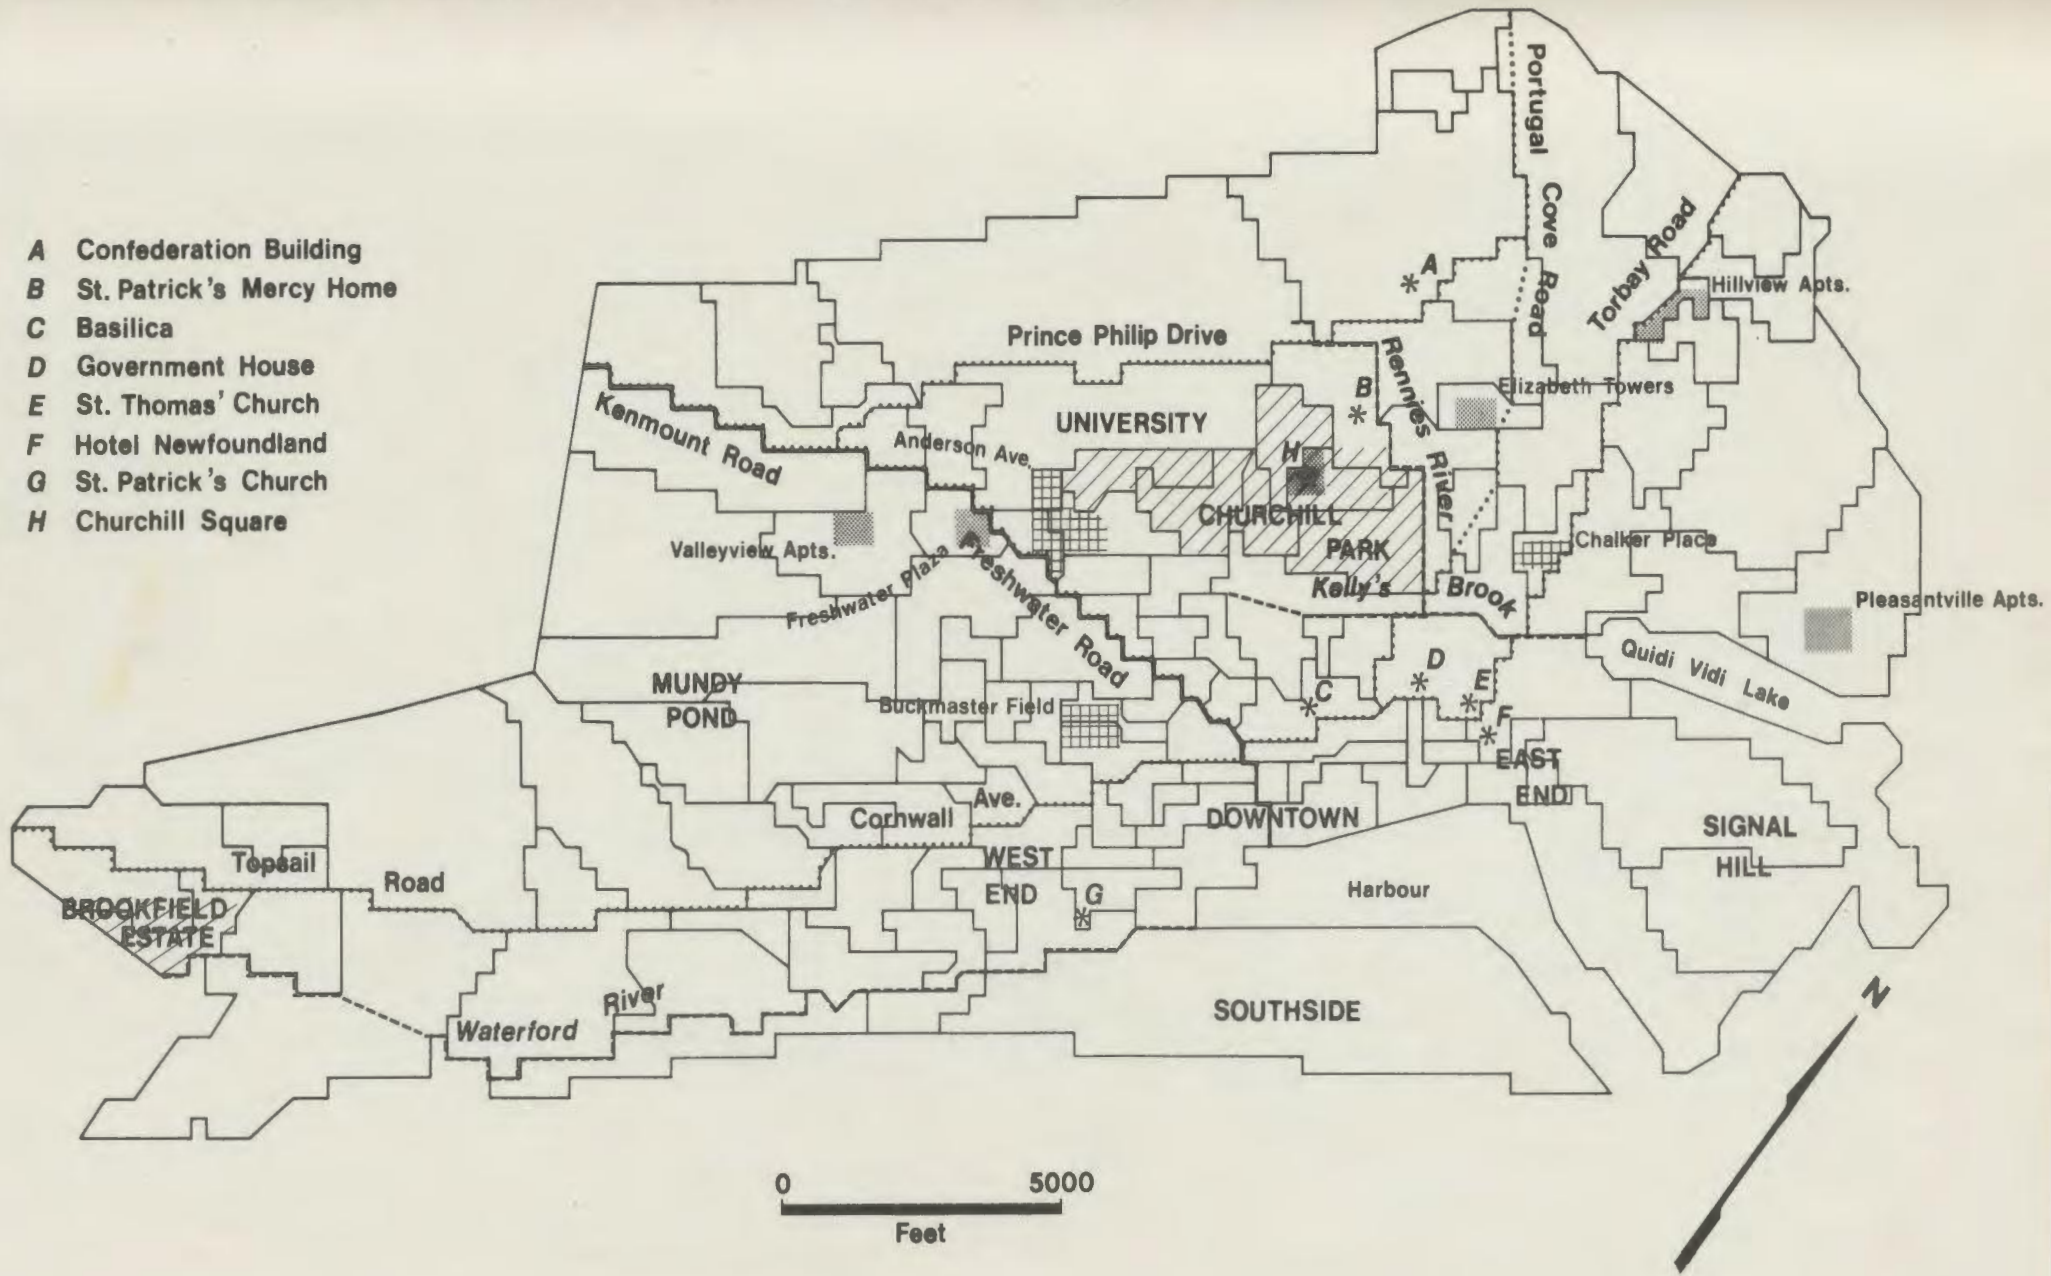 A Confederation Building
B St. Patrick's Mercy Home
C Basilica
D Government House
E St. Thomas' Church
F Hotel Newfoundland
G St. Patrick's Church
H Churchill Square
Portugal Cove Road
Torbay Road
A
Hillview Apts.
Prince Philip Drive
Rennies River
B
Elizabeth Towers
Kenmount Road
UNIVERSITY
Anderson Ave.
H
CHURCHILL
PARK
Valleyview Apts.
Freshwater Plaza
Freshwater Road
Chalker Place
Kelly's Brook
Pleasantville Apts.
Quidi Vidi Lake
MUNDY
POND
Buckmaster Field
C
D
E
F
EAST
END
Cornwall Ave.
DOWNTOWN
SIGNAL
HILL
Topsail Road
WEST
END
G
Harbour
BROOKFIELD
ESTATE
Waterford River
SOUTHSIDE
N
0 5000
Feet